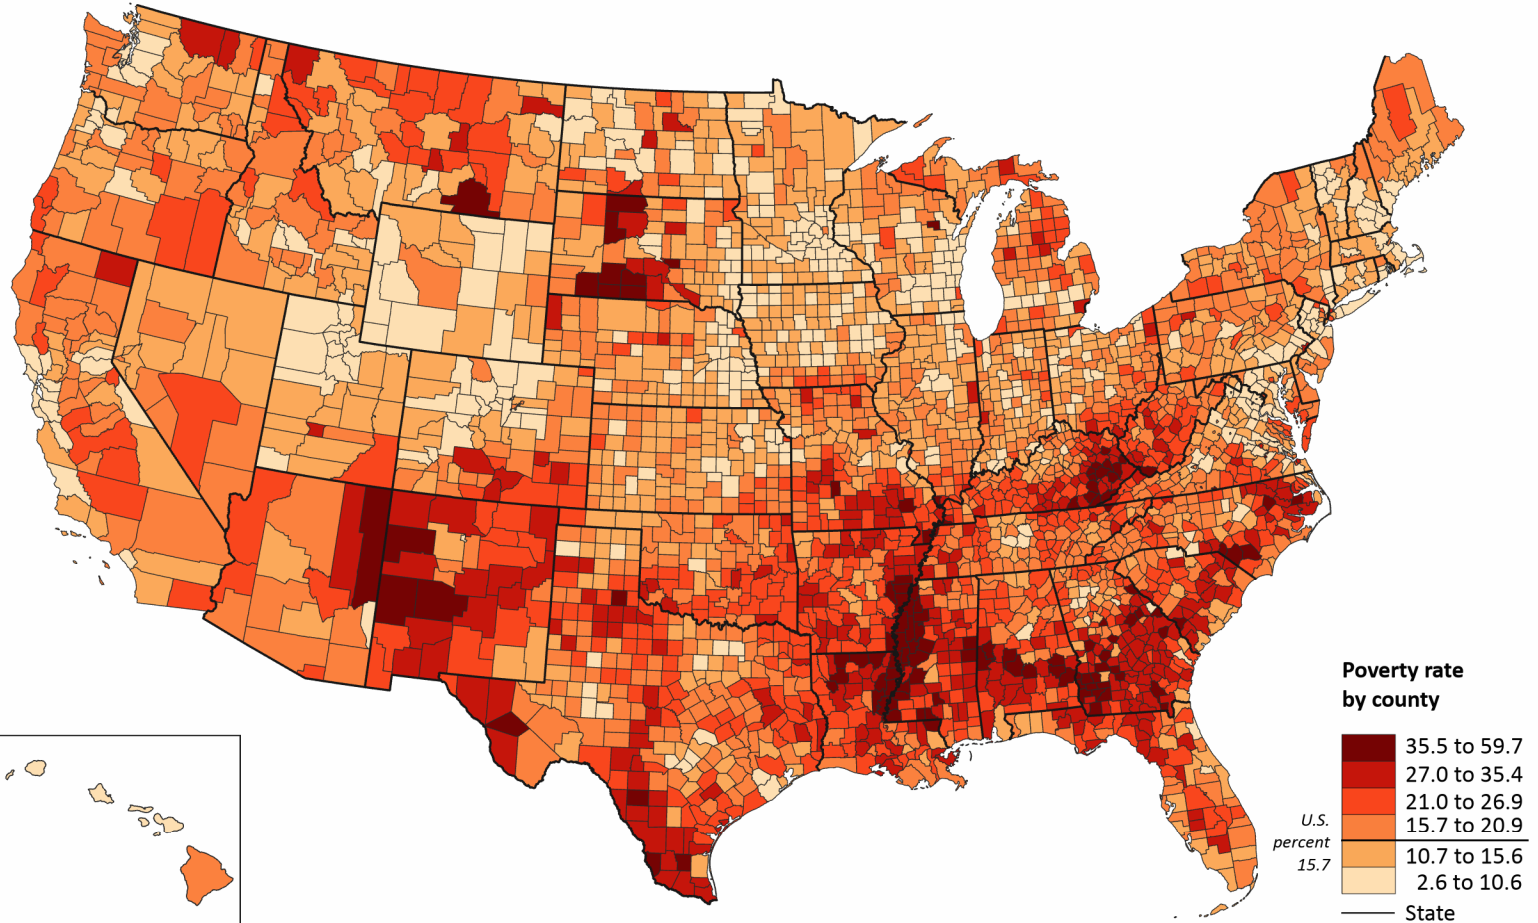 Poverty rate
by county
35.5 to 59.7
27.0 to 35.4
21.0 to 26.9
U.S.
percent
15.7
15.7 to 20.9
10.7 to 15.6
2.6 to 10.6
State